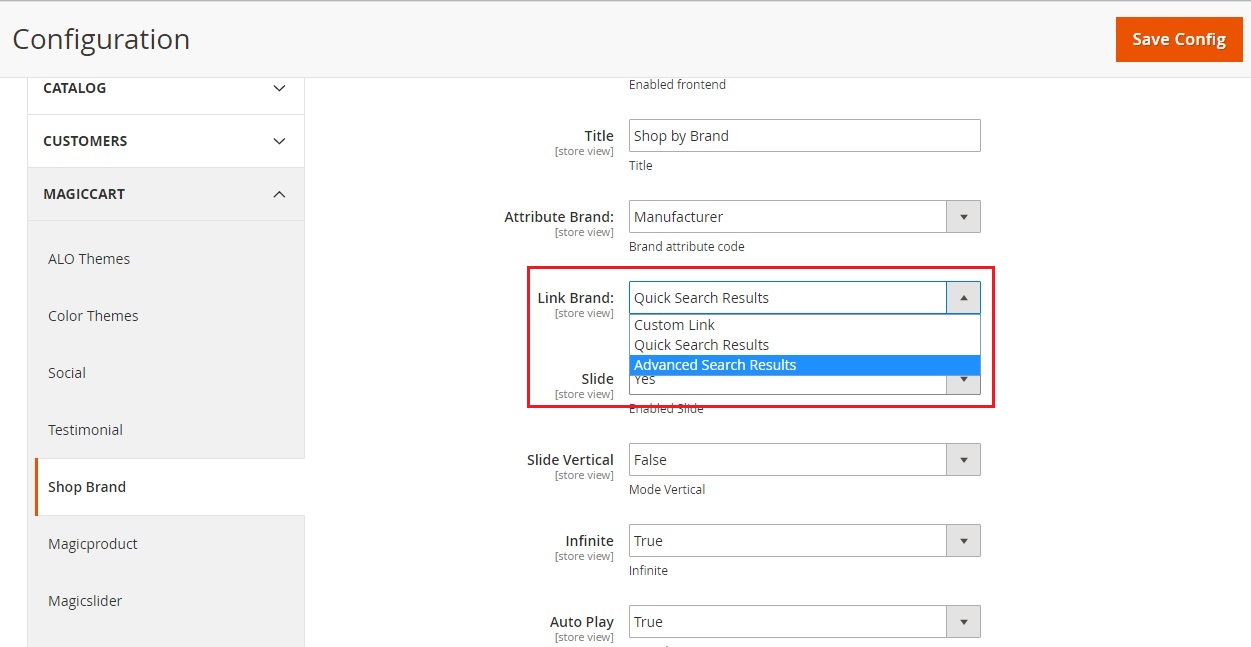 Configuration
Save Config
CATALOG
CUSTOMERS
MAGICCART
ALO Themes
Color Themes
Social
Testimonial
Shop Brand
Magicproduct
Magicslider
Enabled frontend
Title
[store view]
Shop by Brand
Title
Attribute Brand:
[store view]
Manufacturer
Brand attribute code
Link Brand:
[store view]
Quick Search Results
Custom Link
Quick Search Results
Advanced Search Results
Slide
[store view]
Yes
Enabled Slide
Slide Vertical
[store view]
False
Mode Vertical
Infinite
[store view]
True
Infinite
Auto Play
[store view]
True